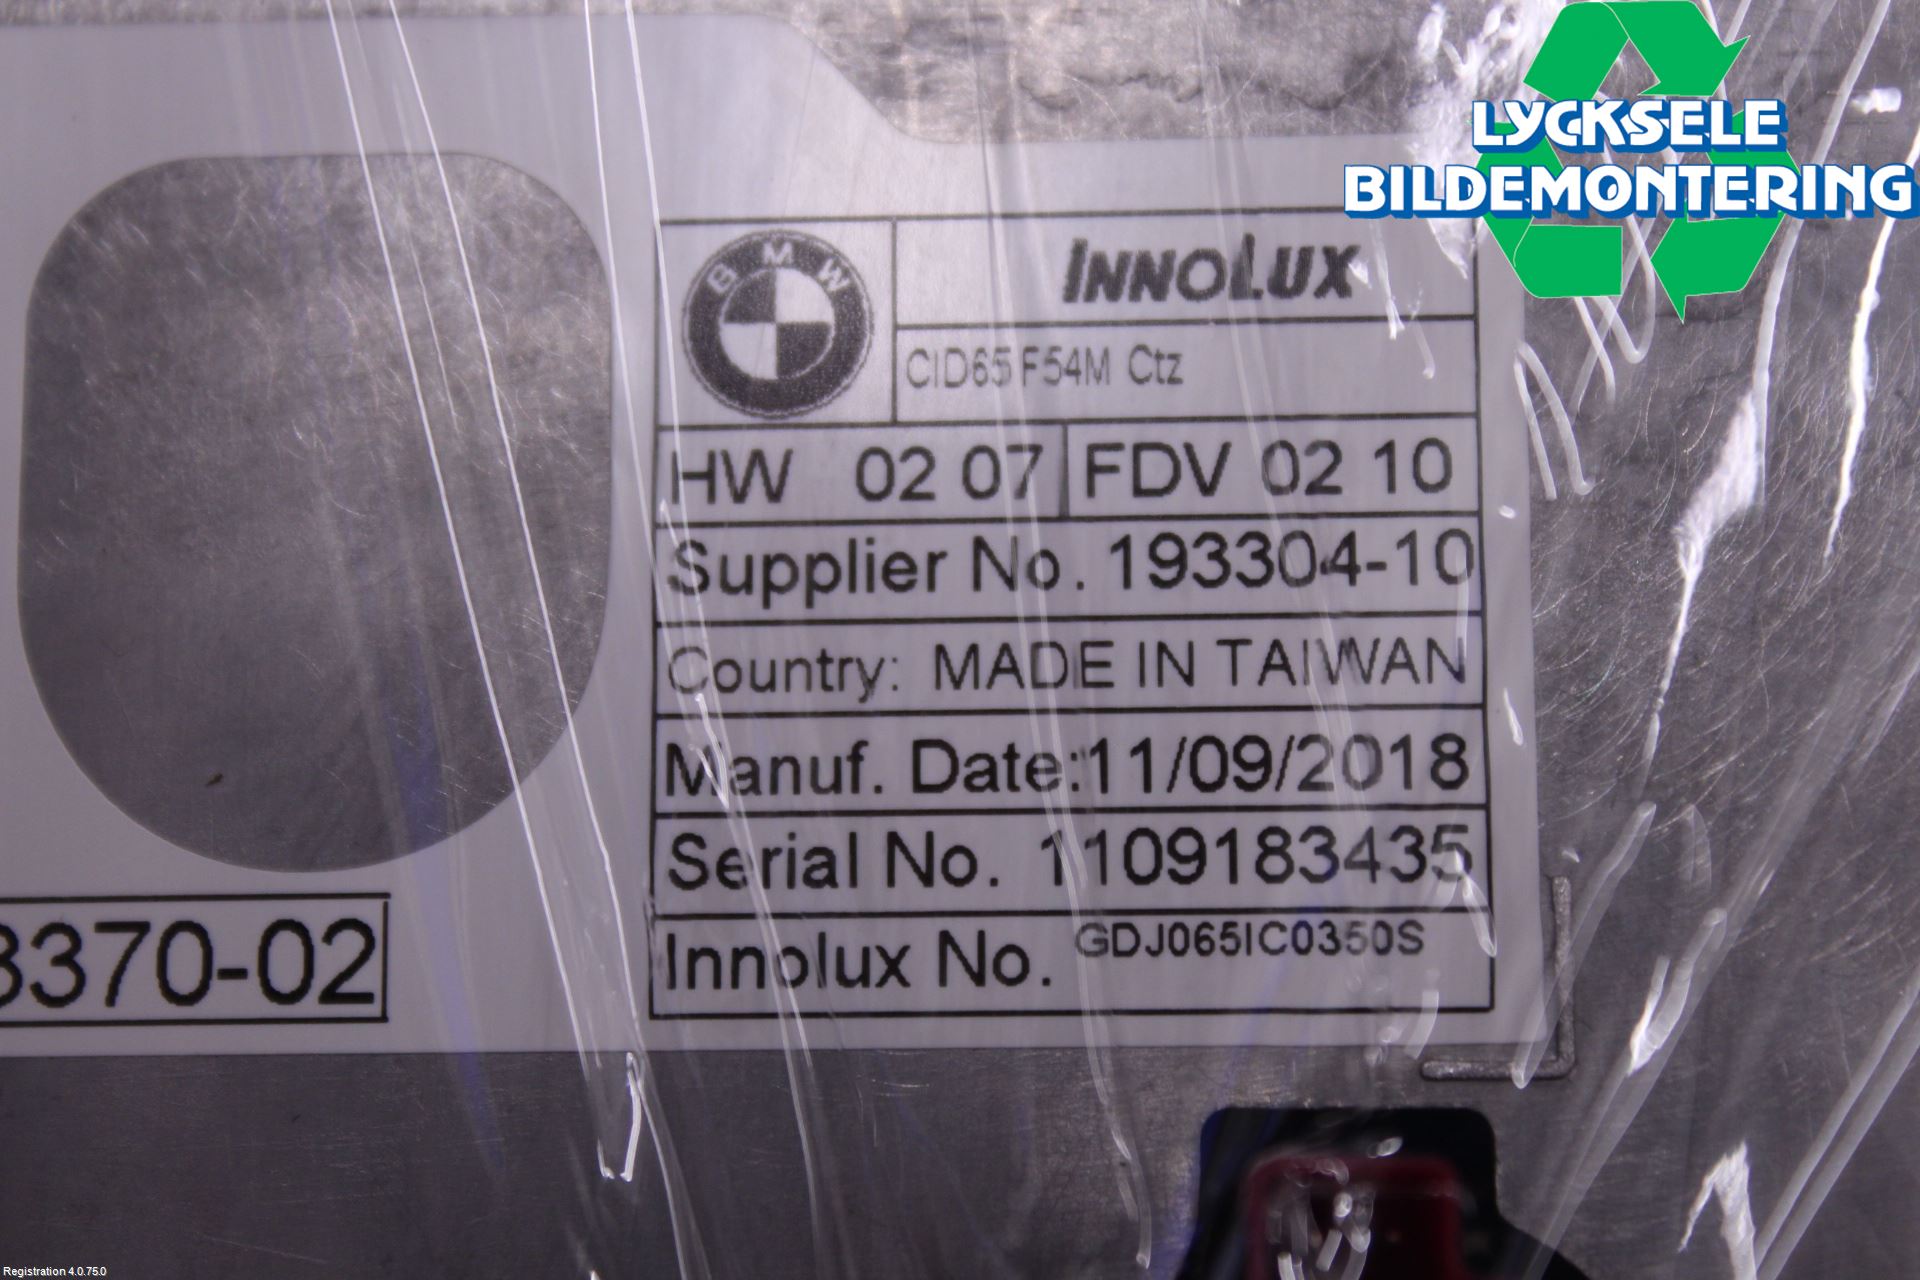 LYCKSELE
BILDEMONTERING
BMW
INNOLUX
CID65 F54M Ctz
HW 02 07 FDV 02 10
Supplier No. 193304-10
Country: MADE IN TAIWAN
Manuf. Date:11/09/2018
Serial No. 1109183435
Innolux No. GDJ065IC0350S
3370-02
Registration 4.0.75.0